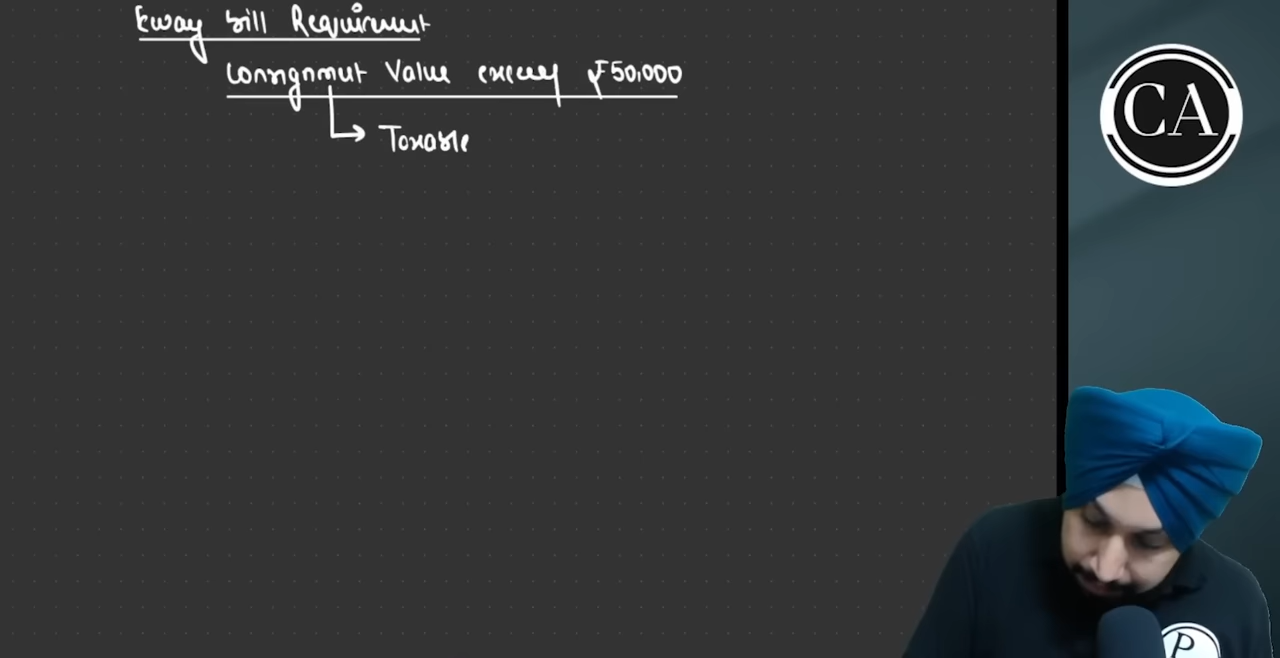 Eway bill Requirement
Consignment Value exceeds ₹50,000
Taxable
CA
P